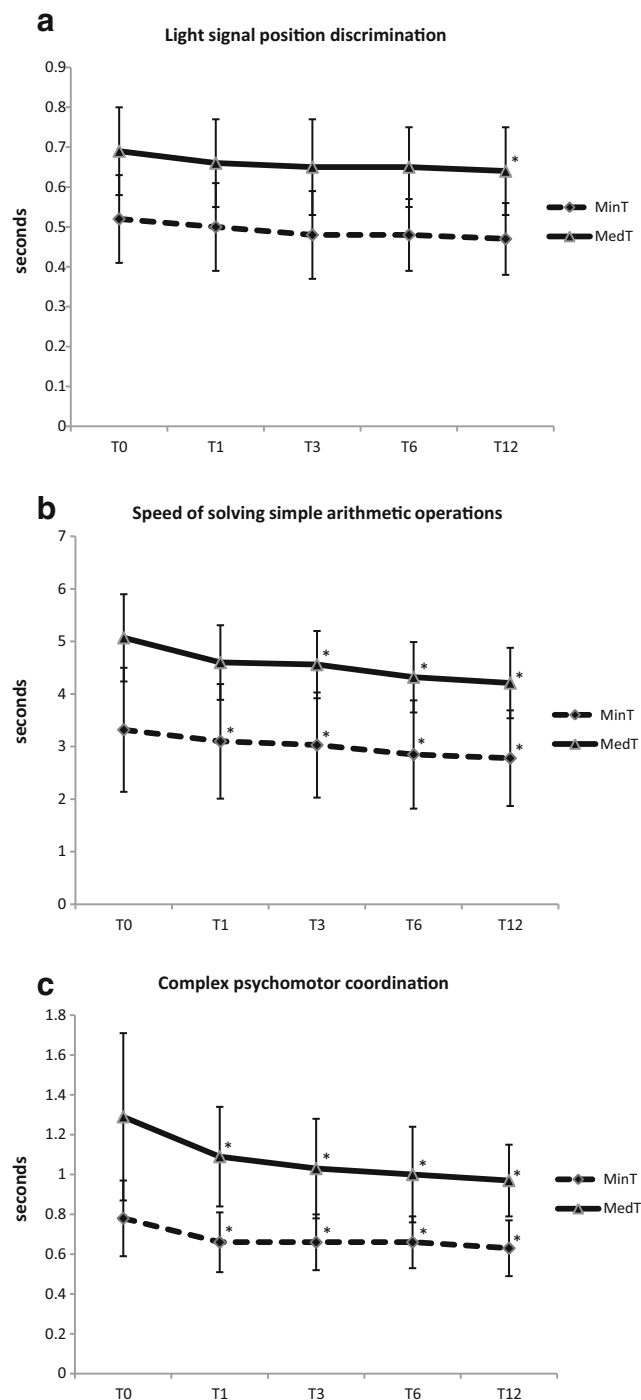 a
Light signal position discrimination
0.9
0.8
0.7
0.6
0.5
0.4
0.3
0.2
0.1
0
seconds
*
MinT
MedT
T0 T1 T3 T6 T12
b
Speed of solving simple arithmetic operations
7
6
5
4
3
2
1
0
seconds
* * *
* * * *
MinT
MedT
T0 T1 T3 T6 T12
c
Complex psychomotor coordination
1.8
1.6
1.4
1.2
1
0.8
0.6
0.4
0.2
0
seconds
* * * *
* * * *
MinT
MedT
T0 T1 T3 T6 T12